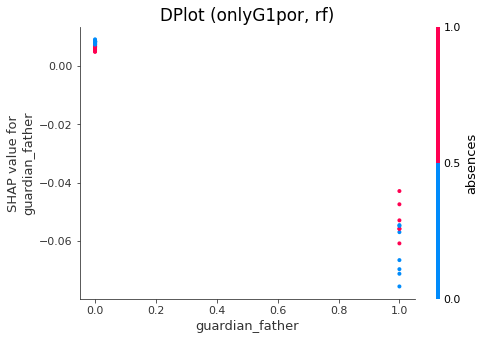 DPlot (onlyG1por, rf)
SHAP value for
guardian_father
0.00
−0.02
−0.04
−0.06
0.0
0.2
0.4
0.6
0.8
1.0
guardian_father
1.0
0.5
0.0
absences